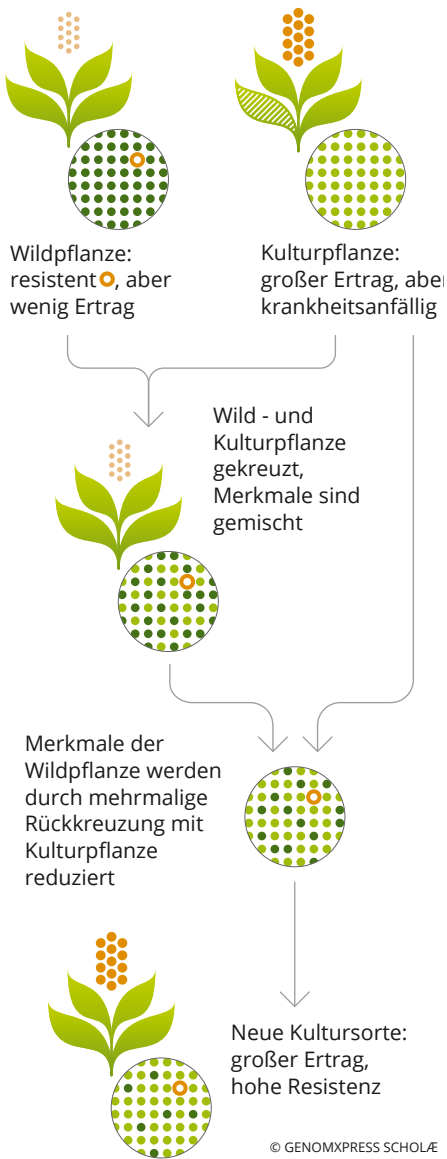 Wildpflanze:
resistent, aber
wenig Ertrag
Kulturpflanze:
großer Ertrag, aber
krankheitsanfällig
Wild - und
Kulturpflanze
gekreuzt,
Merkmale sind
gemischt
Merkmale der
Wildpflanze werden
durch mehrmalige
Rückkreuzung mit
Kulturpflanze
reduziert
Neue Kultursorte:
großer Ertrag,
hohe Resistenz
© GENOMXPRESS SCHOLÆ